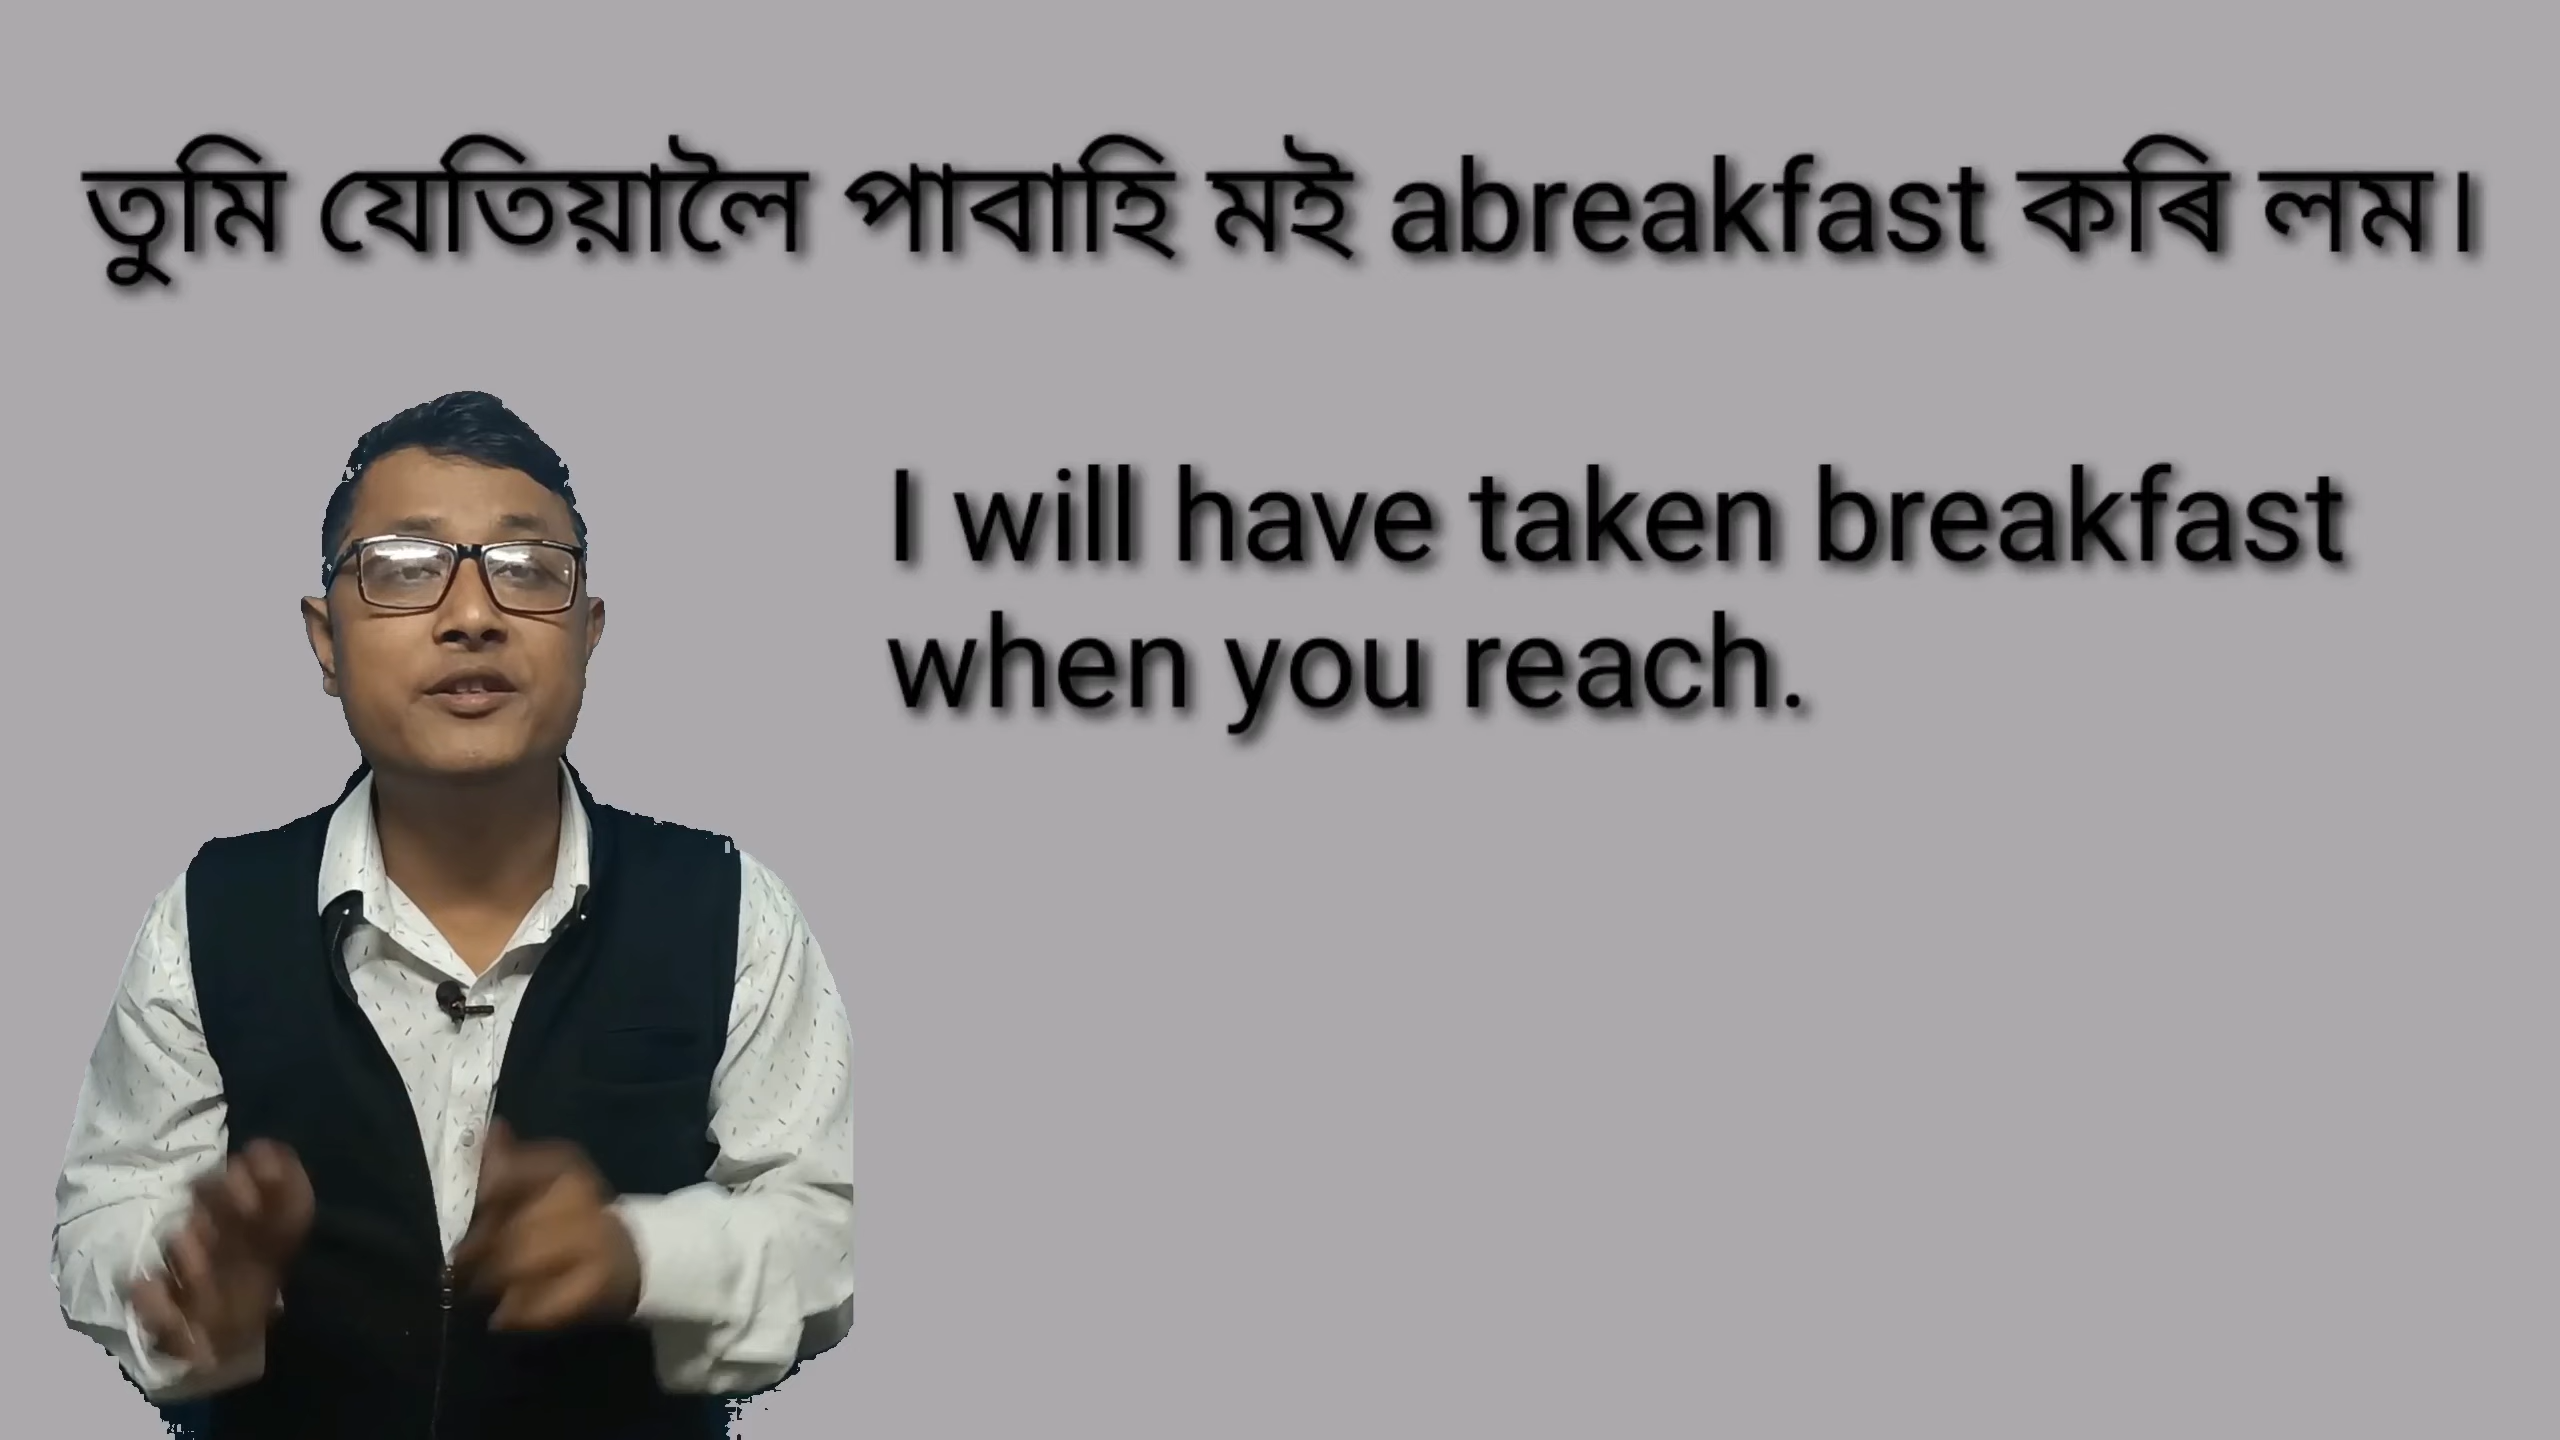 তুমি যেতিয়ালৈ পাবাহি মই abreakfast কৰি লম।
I will have taken breakfast
when you reach.